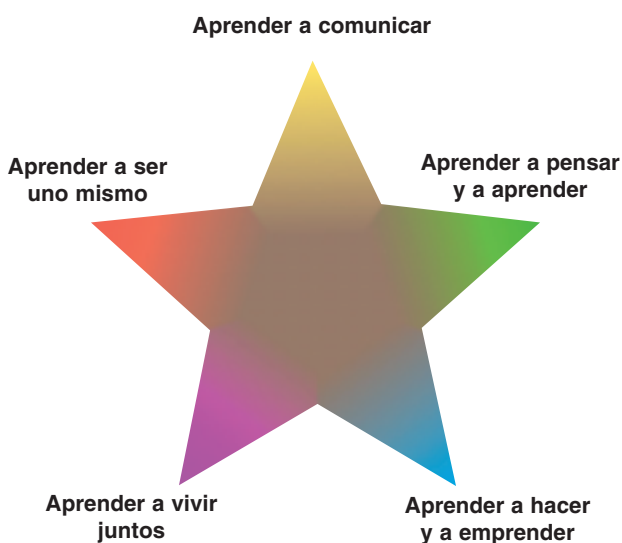 Aprender a comunicar
Aprender a pensar
y a aprender
Aprender a ser
uno mismo
Aprender a vivir
juntos
Aprender a hacer
y a emprender